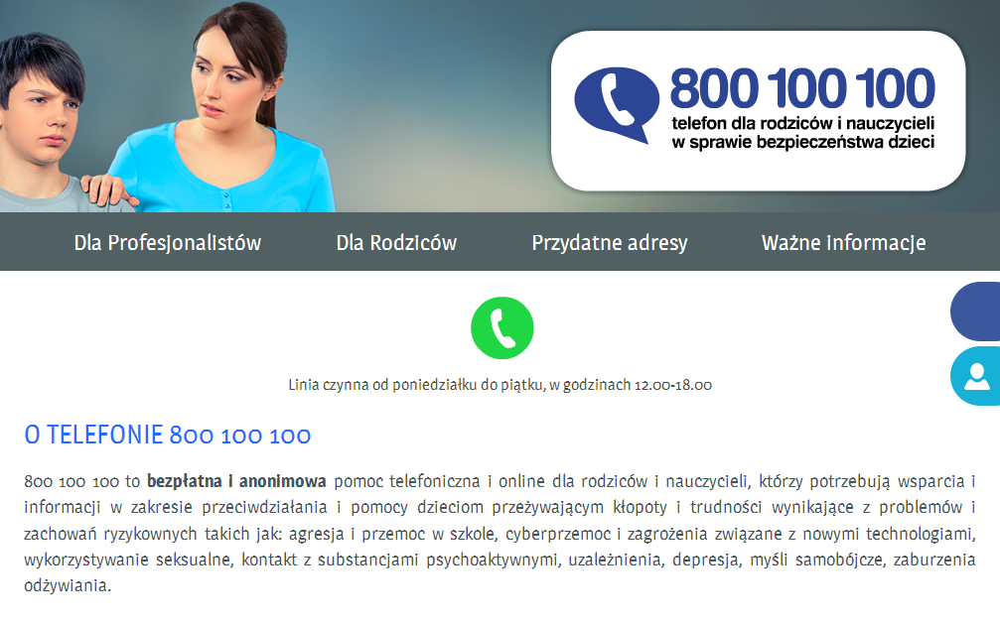 800 100 100
telefon dla rodziców i nauczycieli
w sprawie bezpieczeństwa dzieci
Dla Profesjonalistów Dla Rodziców Przydatne adresy Ważne informacje
Linia czynna od poniedziałku do piątku, w godzinach 12.00-18.00
O TELEFONIE 800 100 100
800 100 100 to bezpłatna i anonimowa pomoc telefoniczna i online dla rodziców i nauczycieli, którzy potrzebują wsparcia i
informacji w zakresie przeciwdziałania i pomocy dzieciom przeżywającym kłopoty i trudności wynikające z problemów i
zachowań ryzykownych takich jak: agresja i przemoc w szkole, cyberprzemoc i zagrożenia związane z nowymi technologiami,
wykorzystywanie seksualne, kontakt z substancjami psychoaktywnymi, uzależnienia, depresja, myśli samobójcze, zaburzenia
odżywiania.